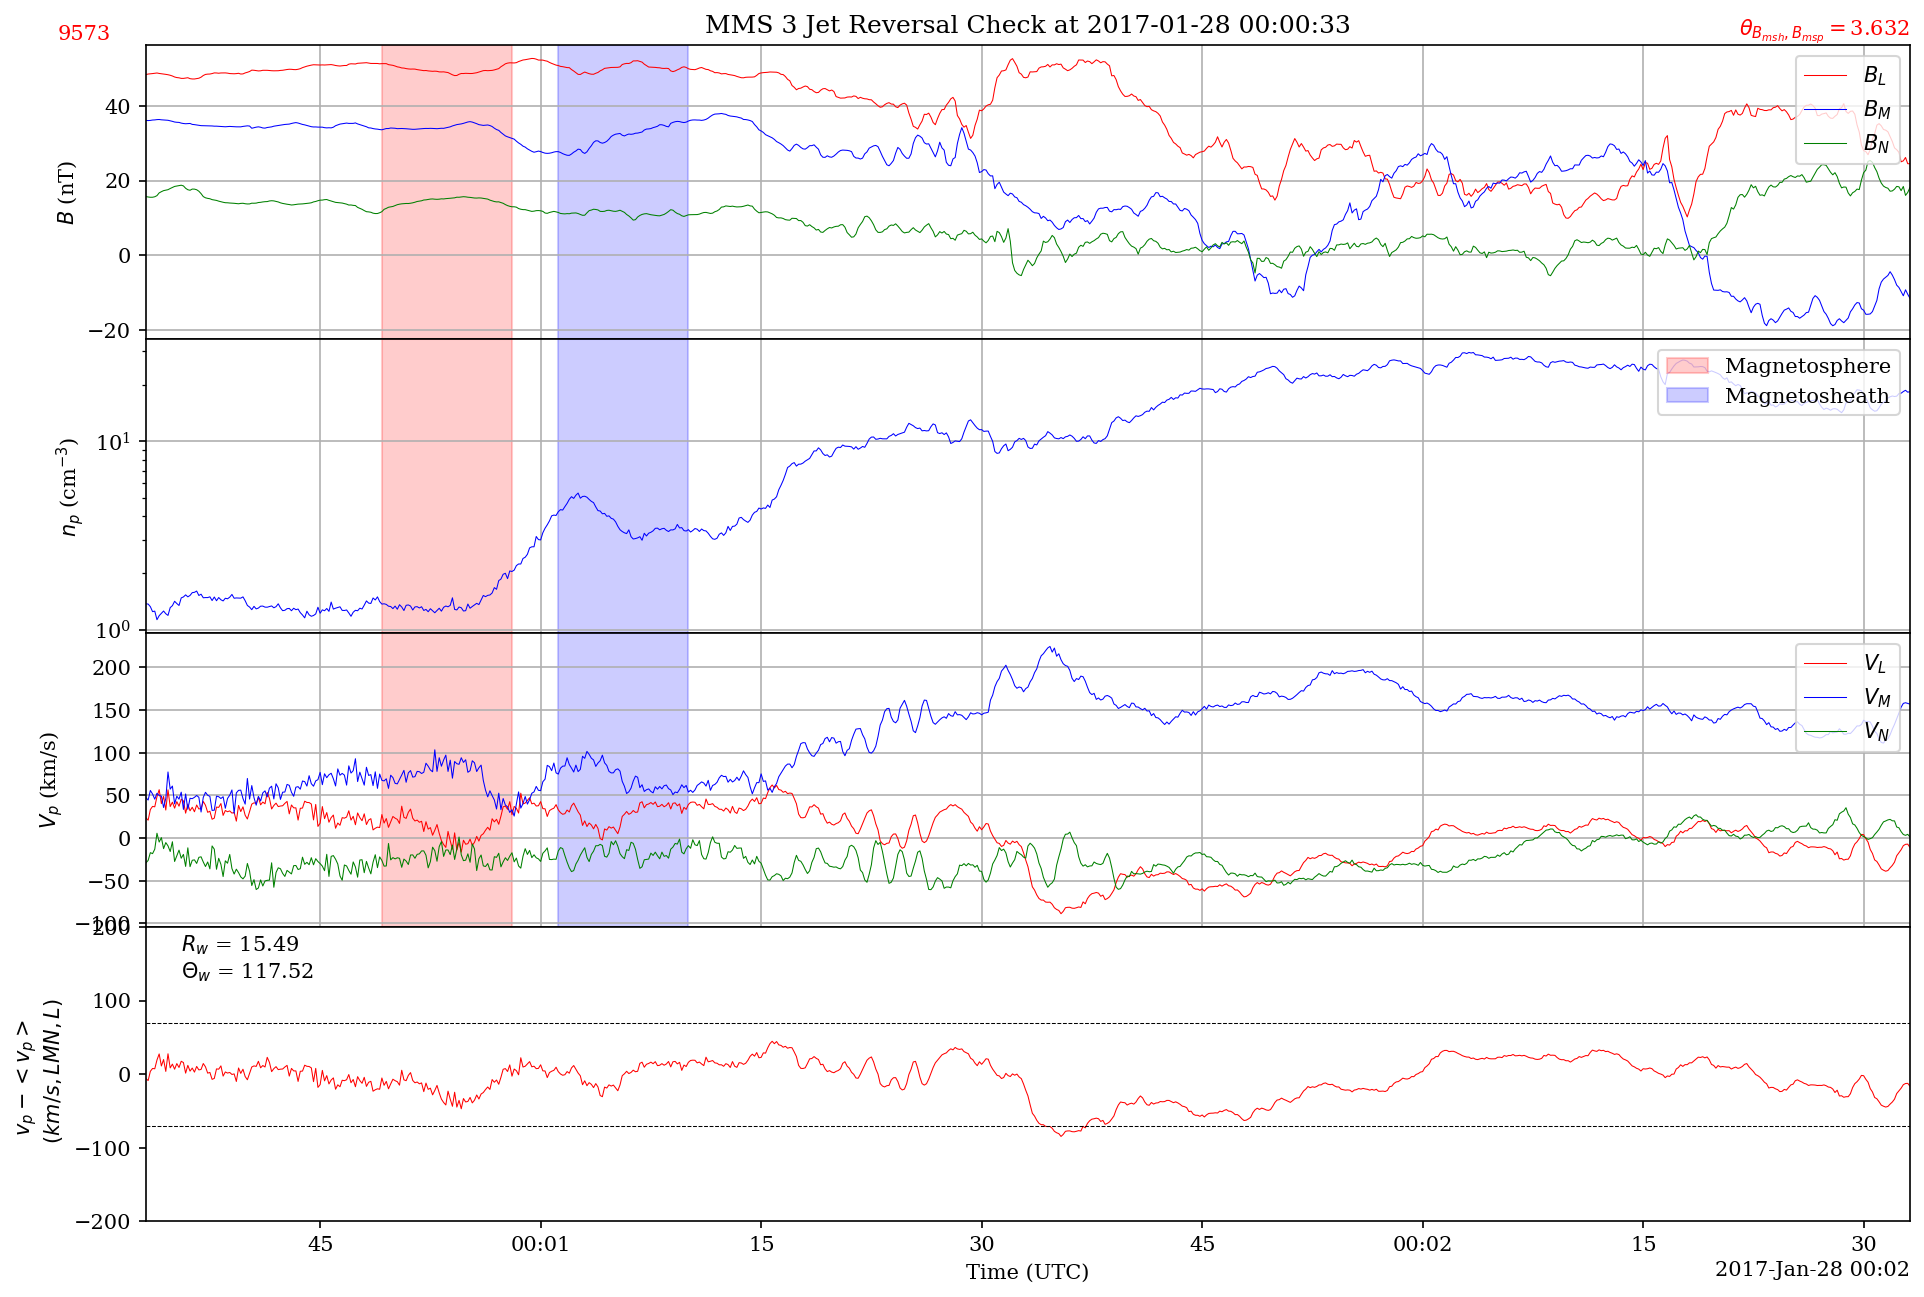 MMS 3 Jet Reversal Check at 2017-01-28 00:00:33
9573
θ_{B_{msh}, B_{msp}} = 3.632
B (nT)
40
20
0
−20
B_L
B_M
B_N
n_p (cm^{−3})
10^1
10^0
Magnetosphere
Magnetosheath
V_p (km/s)
200
150
100
50
0
−50
−100
V_L
V_M
V_N
v_p − < v_p >
(km/s, LMN, L)
200
100
0
−100
−200
R_w = 15.49
Θ_w = 117.52
45
00:01
15
30
45
00:02
15
30
Time (UTC)
2017-Jan-28 00:02